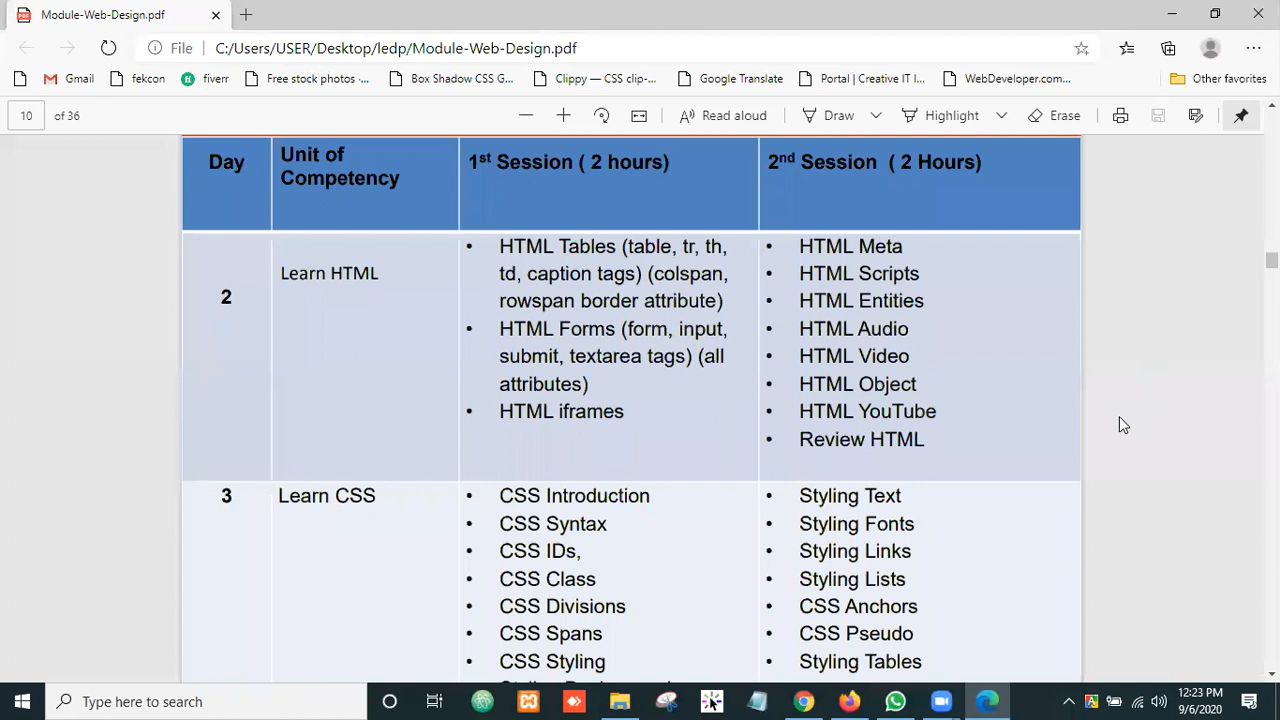 Module-Web-Design.pdf
File C:/Users/USER/Desktop/ledp/Module-Web-Design.pdf
Gmail fekcon fiverr Free stock photos ·... Box Shadow CSS G... Clippy — CSS clip-... Google Translate Portal | Creative IT I... WebDeveloper.com... Other favorites
10 of 36 Read aloud Draw Highlight Erase
Day
Unit of
Competency
1st Session ( 2 hours)
2nd Session ( 2 Hours)
2
Learn HTML
• HTML Tables (table, tr, th,
td, caption tags) (colspan,
rowspan border attribute)
• HTML Forms (form, input,
submit, textarea tags) (all
attributes)
• HTML iframes
• HTML Meta
• HTML Scripts
• HTML Entities
• HTML Audio
• HTML Video
• HTML Object
• HTML YouTube
• Review HTML
3
Learn CSS
• CSS Introduction
• CSS Syntax
• CSS IDs,
• CSS Class
• CSS Divisions
• CSS Spans
• CSS Styling
• Styling Text
• Styling Fonts
• Styling Links
• Styling Lists
• CSS Anchors
• CSS Pseudo
• Styling Tables
Type here to search
12:23 PM
9/6/2020